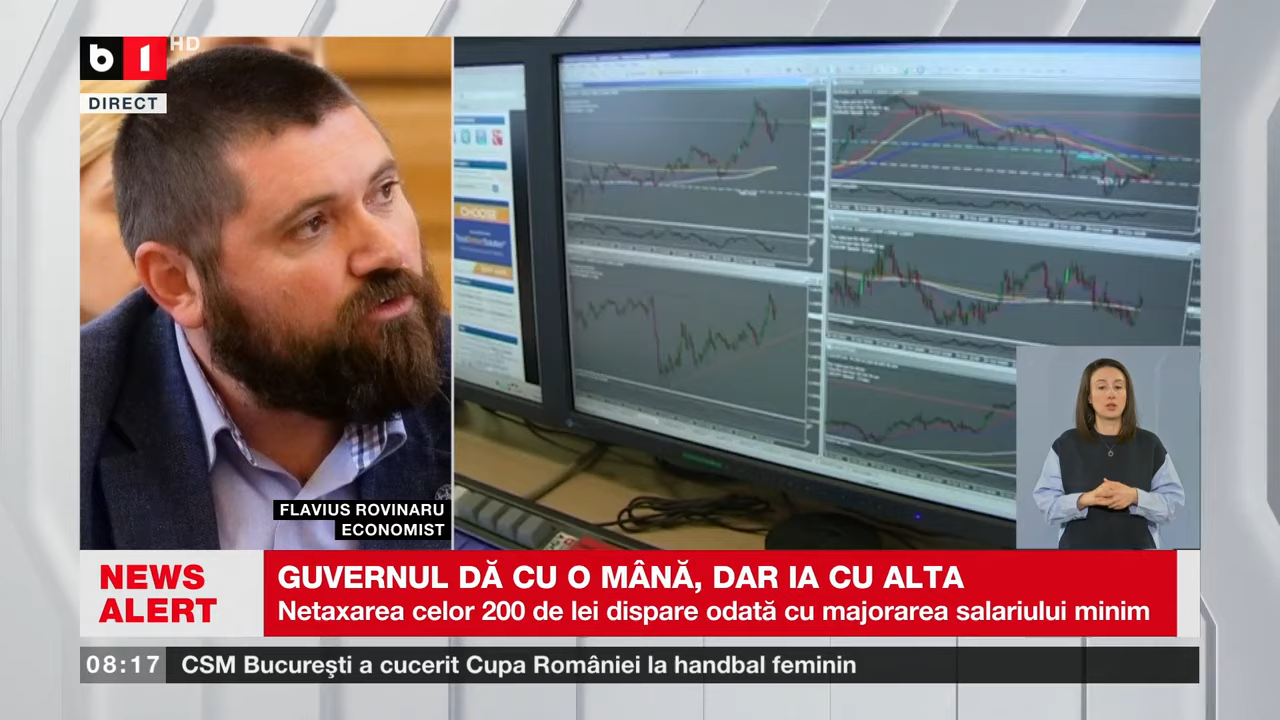 b1
HD
DIRECT
CHOOSE
FLAVIUS ROVINARU
ECONOMIST
NEWS
ALERT
GUVERNUL DĂ CU O MÂNĂ, DAR IA CU ALTA
Netaxarea celor 200 de lei dispare odată cu majorarea salariului minim
08:17 CSM Bucureşti a cucerit Cupa României la handbal feminin